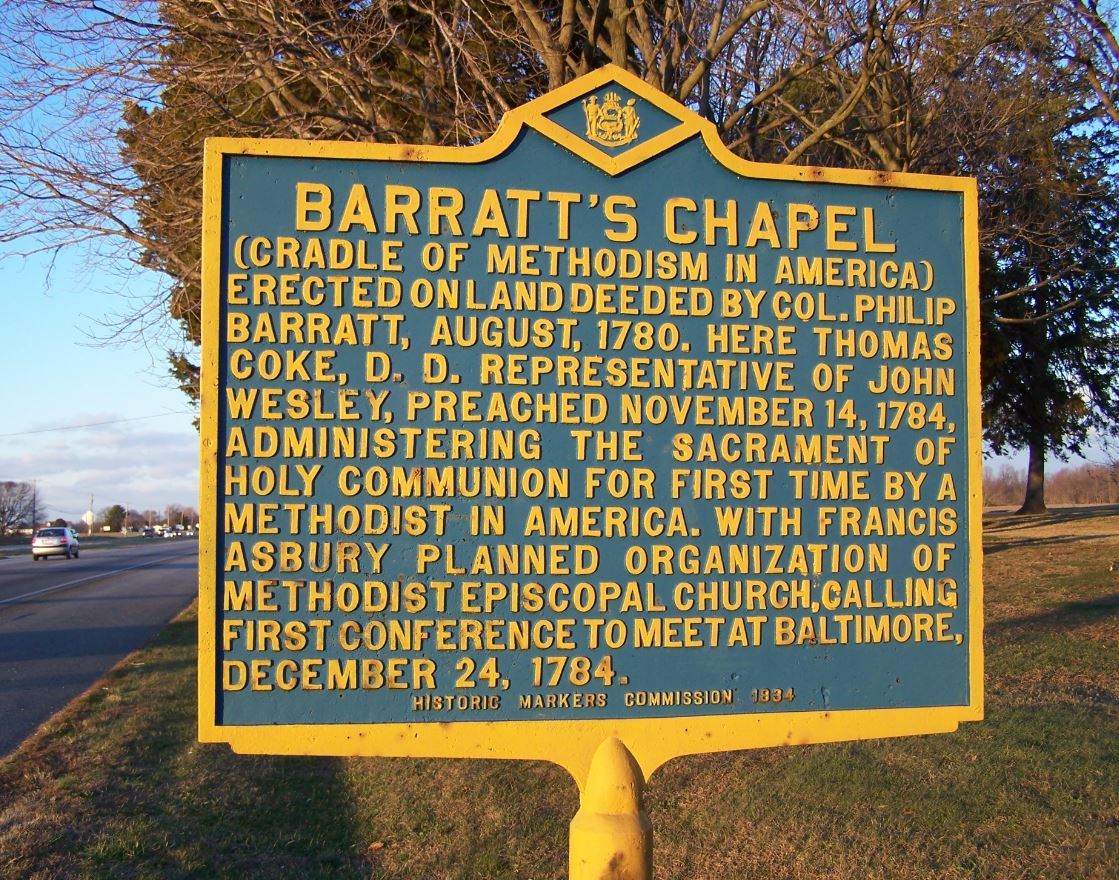 BARRATT'S CHAPEL
(CRADLE OF METHODISM IN AMERICA)
ERECTED ON LAND DEEDED BY COL. PHILIP
BARRATT, AUGUST, 1780. HERE THOMAS
COKE, D. D. REPRESENTATIVE OF JOHN
WESLEY, PREACHED NOVEMBER 14, 1784,
ADMINISTERING THE SACRAMENT OF
HOLY COMMUNION FOR FIRST TIME BY A
METHODIST IN AMERICA. WITH FRANCIS
ASBURY PLANNED ORGANIZATION OF
METHODIST EPISCOPAL CHURCH, CALLING
FIRST CONFERENCE TO MEET AT BALTIMORE,
DECEMBER 24, 1784.
HISTORIC MARKERS COMMISSION 1934